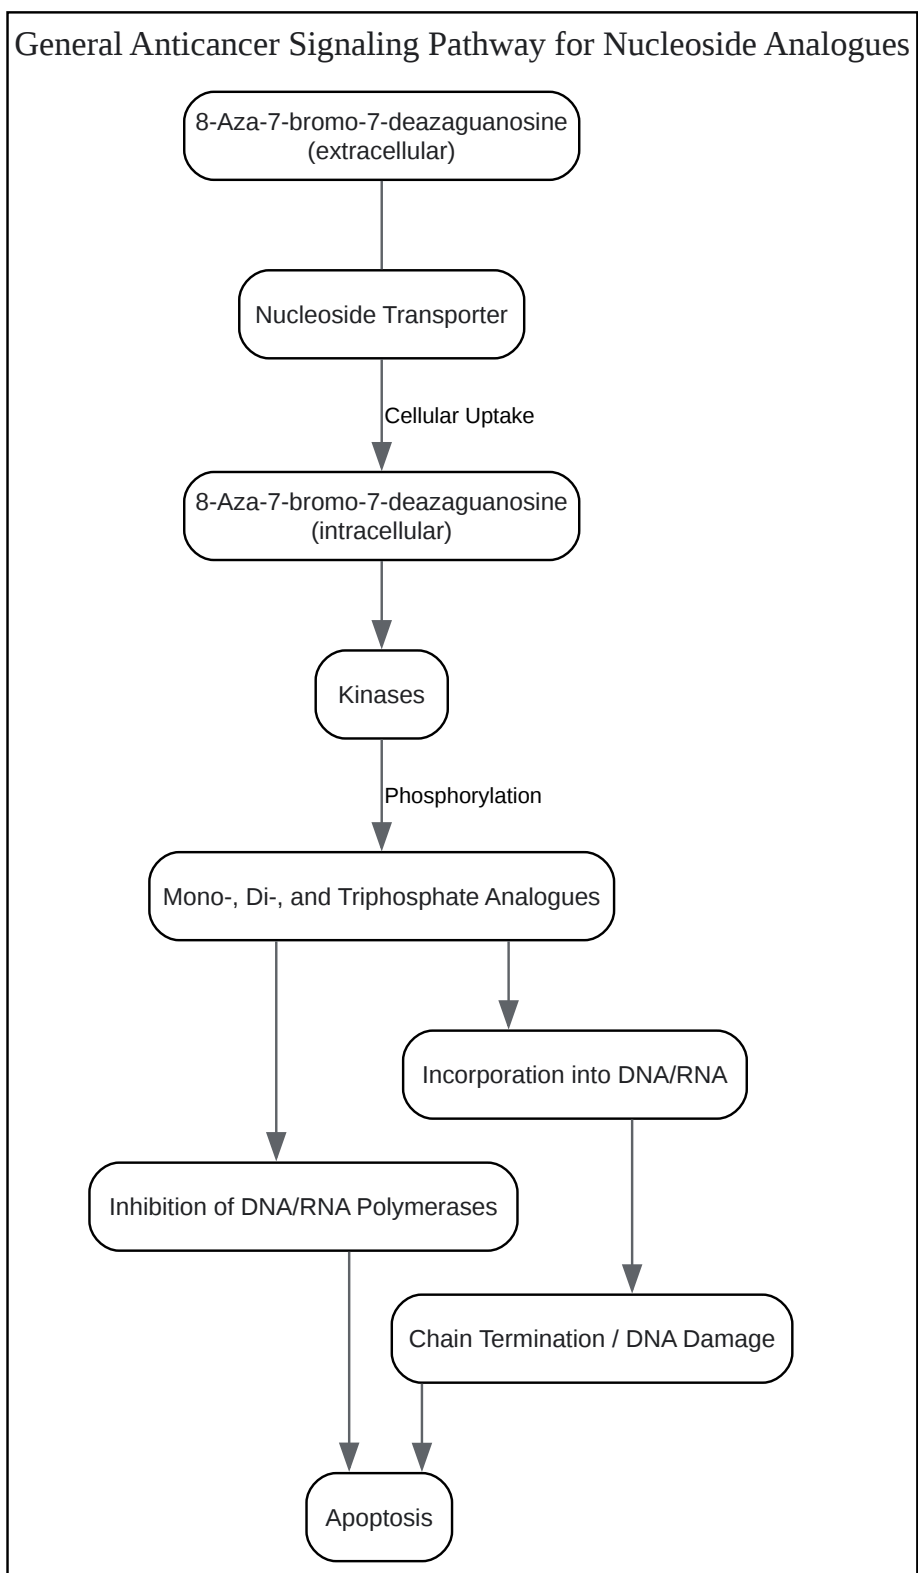 General Anticancer Signaling Pathway for Nucleoside Analogues
8-Aza-7-bromo-7-deazaguanosine
(extracellular)
Nucleoside Transporter
Cellular Uptake
8-Aza-7-bromo-7-deazaguanosine
(intracellular)
Kinases
Phosphorylation
Mono-, Di-, and Triphosphate Analogues
Incorporation into DNA/RNA
Inhibition of DNA/RNA Polymerases
Chain Termination / DNA Damage
Apoptosis